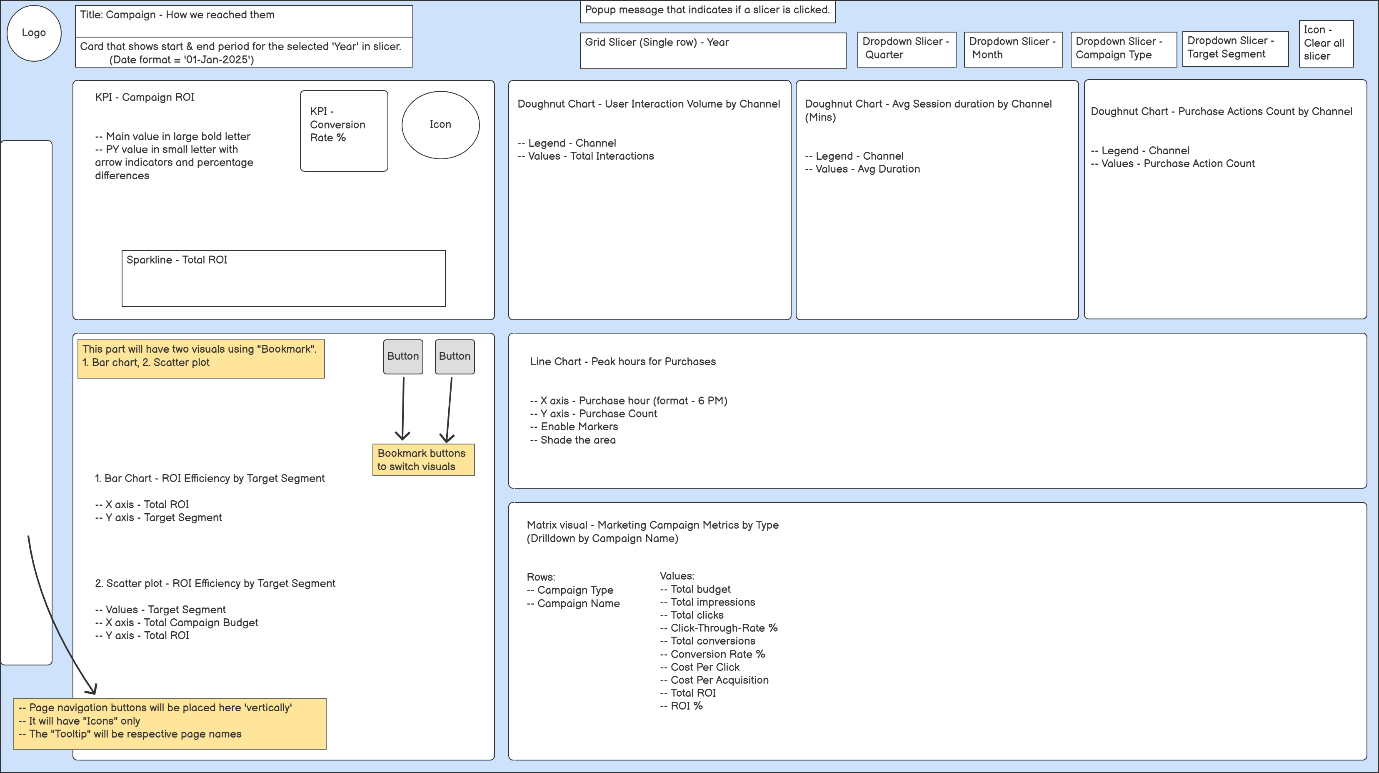 Logo
Title: Campaign - How we reached them
Card that shows start & end period for the selected 'Year' in slicer.
(Date format = '01-Jan-2025')
Popup message that indicates if a slicer is clicked.
Grid Slicer (Single row) - Year
Dropdown Slicer -
Quarter
Dropdown Slicer -
Month
Dropdown Slicer -
Campaign Type
Dropdown Slicer -
Target Segment
Icon -
Clear all
slicer
KPI - Campaign ROI
-- Main value in large bold letter
-- PY value in small letter with
arrow indicators and percentage
differences
KPI -
Conversion
Rate %
Icon
Sparkline - Total ROI
Doughnut Chart - User Interaction Volume by Channel
-- Legend - Channel
-- Values - Total Interactions
Doughnut Chart - Avg Session duration by Channel
(Mins)
-- Legend - Channel
-- Values - Avg Duration
Doughnut Chart - Purchase Actions Count by Channel
-- Legend - Channel
-- Values - Purchase Action Count
This part will have two visuals using "Bookmark".
1. Bar chart, 2. Scatter plot
Button
Button
Bookmark buttons
to switch visuals
1. Bar Chart - ROI Efficiency by Target Segment
-- X axis - Total ROI
-- Y axis - Target Segment
2. Scatter plot - ROI Efficiency by Target Segment
-- Values - Target Segment
-- X axis - Total Campaign Budget
-- Y axis - Total ROI
-- Page navigation buttons will be placed here 'vertically'
-- It will have "Icons" only
-- The "Tooltip" will be respective page names
Line Chart - Peak hours for Purchases
-- X axis - Purchase hour (format - 6 PM)
-- Y axis - Purchase Count
-- Enable Markers
-- Shade the area
Matrix visual - Marketing Campaign Metrics by Type
(Drilldown by Campaign Name)
Rows:
-- Campaign Type
-- Campaign Name
Values:
-- Total budget
-- Total impressions
-- Total clicks
-- Click-Through-Rate %
-- Total conversions
-- Conversion Rate %
-- Cost Per Click
-- Cost Per Acquisition
-- Total ROI
-- ROI %